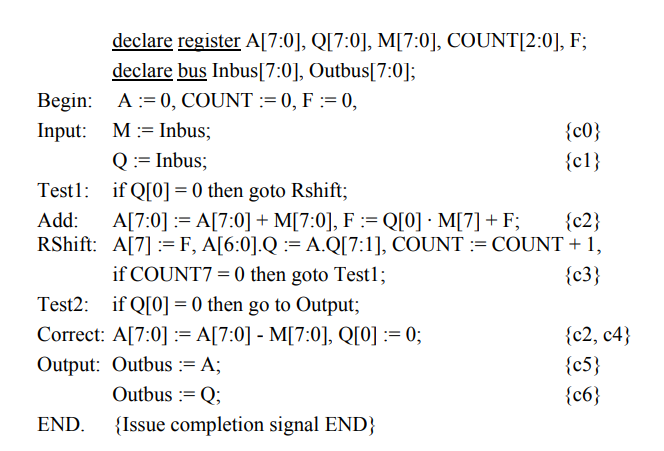 declare register A[7:0], Q[7:0], M[7:0], COUNT[2:0], F;
declare bus Inbus[7:0], Outbus[7:0];
Begin: A := 0, COUNT := 0, F := 0,
Input: M := Inbus; {c0}
Q := Inbus; {c1}
Test1: if Q[0] = 0 then goto Rshift;
Add: A[7:0] := A[7:0] + M[7:0], F := Q[0] · M[7] + F; {c2}
RShift: A[7] := F, A[6:0].Q := A.Q[7:1], COUNT := COUNT + 1,
if COUNT7 = 0 then goto Test1; {c3}
Test2: if Q[0] = 0 then go to Output;
Correct: A[7:0] := A[7:0] - M[7:0], Q[0] := 0; {c2, c4}
Output: Outbus := A; {c5}
Outbus := Q; {c6}
END. {Issue completion signal END}